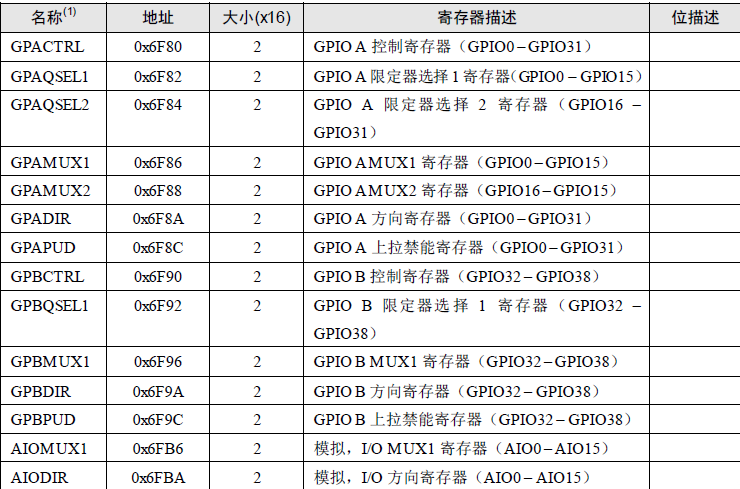 名称(1) 地址 大小(x16) 寄存器描述 位描述
GPACTRL 0x6F80 2 GPIO A 控制寄存器（GPIO0–GPIO31）
GPAQSEL1 0x6F82 2 GPIO A 限定器选择 1 寄存器（GPIO0–GPIO15）
GPAQSEL2 0x6F84 2 GPIO A 限定器选择 2 寄存器（GPIO16 –
GPIO31）
GPAMUX1 0x6F86 2 GPIO A MUX1 寄存器（GPIO0–GPIO15）
GPAMUX2 0x6F88 2 GPIO A MUX2 寄存器（GPIO16–GPIO15）
GPADIR 0x6F8A 2 GPIO A 方向寄存器（GPIO0–GPIO31）
GPAPUD 0x6F8C 2 GPIO A 上拉禁能寄存器（GPIO0–GPIO31）
GPBCTRL 0x6F90 2 GPIO B 控制寄存器（GPIO32–GPIO38）
GPBQSEL1 0x6F92 2 GPIO B 限定器选择 1 寄存器（GPIO32 –
GPIO38）
GPBMUX1 0x6F96 2 GPIO B MUX1 寄存器（GPIO32–GPIO38）
GPBDIR 0x6F9A 2 GPIO B 方向寄存器（GPIO32–GPIO38）
GPBPUD 0x6F9C 2 GPIO B 上拉禁能寄存器（GPIO32–GPIO38）
AIOMUX1 0x6FB6 2 模拟，I/O MUX1 寄存器（AIO0–AIO15）
AIODIR 0x6FBA 2 模拟，I/O 方向寄存器（AIO0–AIO15）